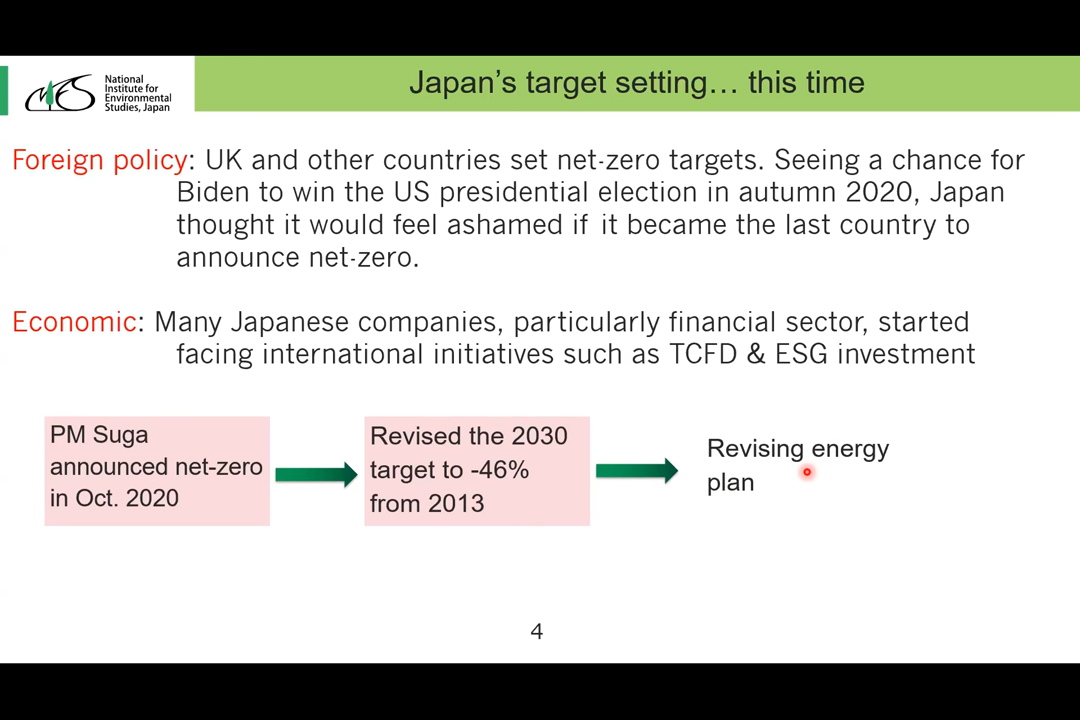 National
Institute for
Environmental
Studies, Japan
Japan's target setting... this time
Foreign policy: UK and other countries set net-zero targets. Seeing a chance for
Biden to win the US presidential election in autumn 2020, Japan
thought it would feel ashamed if it became the last country to
announce net-zero.
Economic: Many Japanese companies, particularly financial sector, started
facing international initiatives such as TCFD & ESG investment
PM Suga
announced net-zero
in Oct. 2020
Revised the 2030
target to -46%
from 2013
Revising energy
plan
4